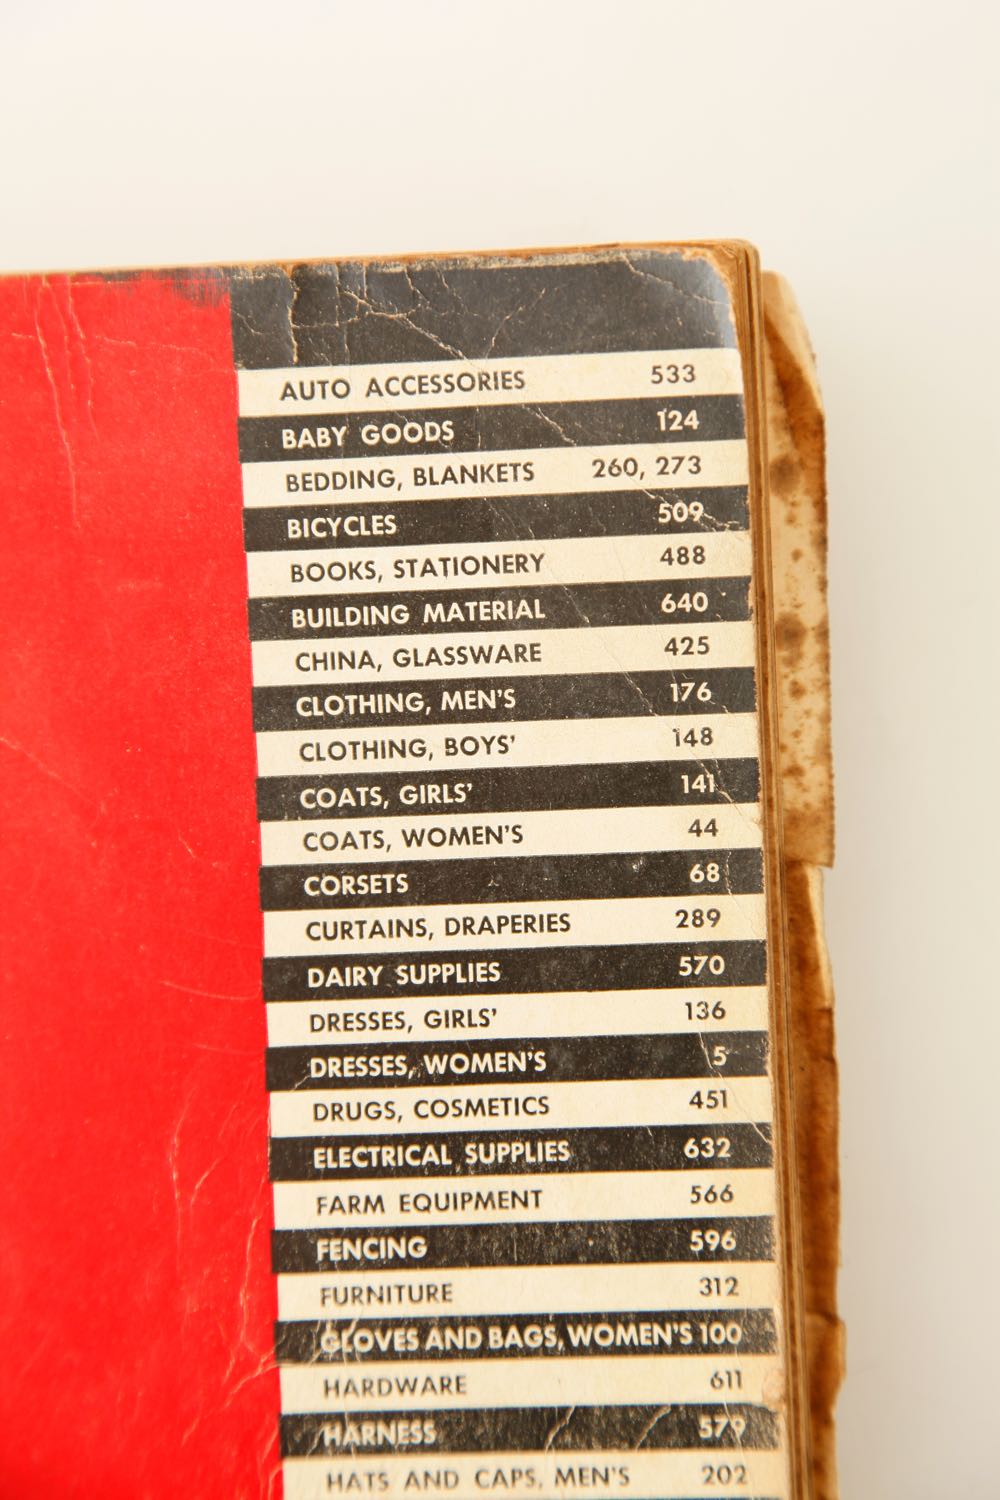 AUTO ACCESSORIES 533
BABY GOODS 124
BEDDING, BLANKETS 260, 273
BICYCLES 509
BOOKS, STATIONERY 488
BUILDING MATERIAL 640
CHINA, GLASSWARE 425
CLOTHING, MEN'S 176
CLOTHING, BOYS' 148
COATS, GIRLS' 141
COATS, WOMEN'S 44
CORSETS 68
CURTAINS, DRAPERIES 289
DAIRY SUPPLIES 570
DRESSES, GIRLS' 136
DRESSES, WOMEN'S 5
DRUGS, COSMETICS 451
ELECTRICAL SUPPLIES 632
FARM EQUIPMENT 566
FENCING 596
FURNITURE 312
GLOVES AND BAGS, WOMEN'S 100
HARDWARE 611
HARNESS 579
HATS AND CAPS, MEN'S 202